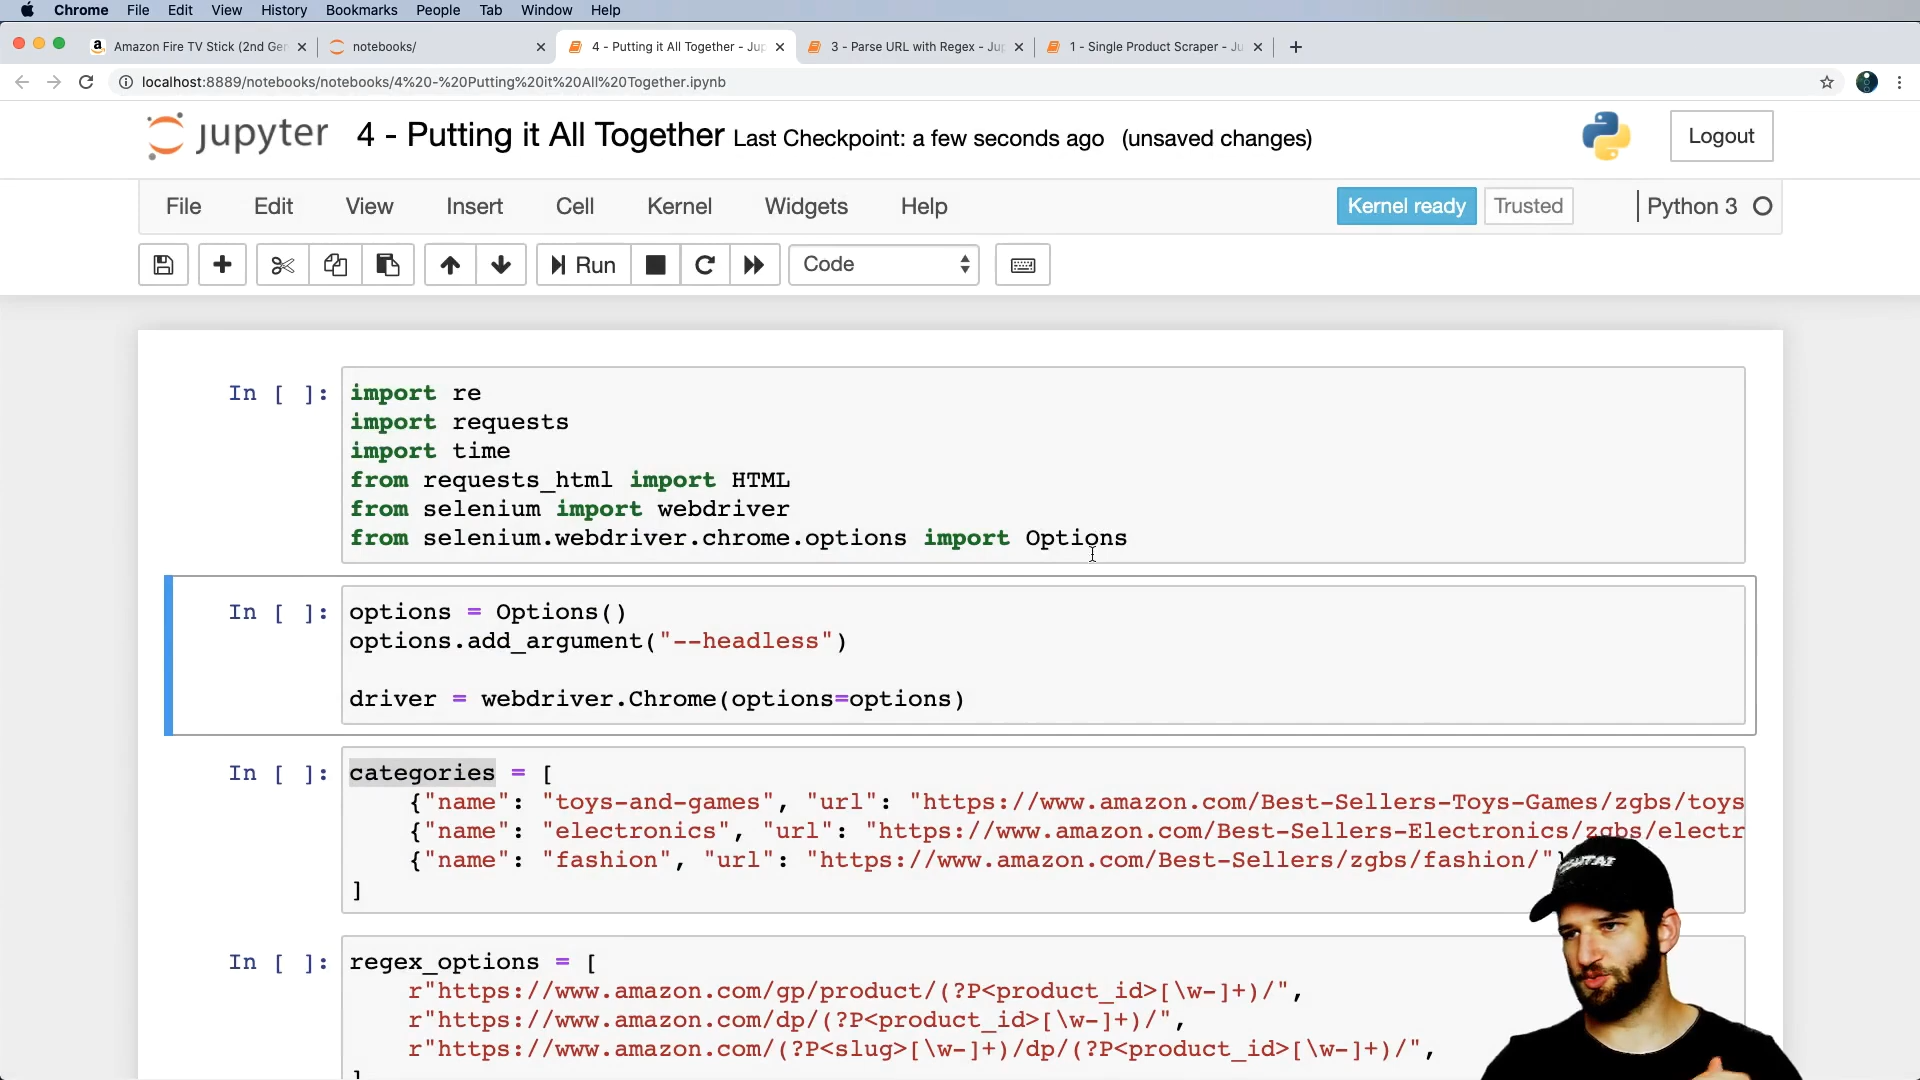 Chrome File Edit View History Bookmarks People Tab Window Help
Amazon Fire TV Stick (2nd Gen
notebooks/
4 - Putting it All Together - Jup
3 - Parse URL with Regex - Jup
1 - Single Product Scraper - Ju
localhost:8889/notebooks/notebooks/4%20-%20Putting%20it%20All%20Together.ipynb
jupyter 4 - Putting it All Together Last Checkpoint: a few seconds ago (unsaved changes)
Logout
File Edit View Insert Cell Kernel Widgets Help
Kernel ready Trusted Python 3
Run Code
In [ ]: import re
import requests
import time
from requests_html import HTML
from selenium import webdriver
from selenium.webdriver.chrome.options import Options
In [ ]: options = Options()
options.add_argument("--headless")
driver = webdriver.Chrome(options=options)
In [ ]: categories = [
{"name": "toys-and-games", "url": "https://www.amazon.com/Best-Sellers-Toys-Games/zgbs/toys
{"name": "electronics", "url": "https://www.amazon.com/Best-Sellers-Electronics/zgbs/electr
{"name": "fashion", "url": "https://www.amazon.com/Best-Sellers/zgbs/fashion/"}
]
In [ ]: regex_options = [
r"https://www.amazon.com/gp/product/(?P<product_id>[\w-]+)/",
r"https://www.amazon.com/dp/(?P<product_id>[\w-]+)/",
r"https://www.amazon.com/(?P<slug>[\w-]+)/dp/(?P<product_id>[\w-]+)/",
]